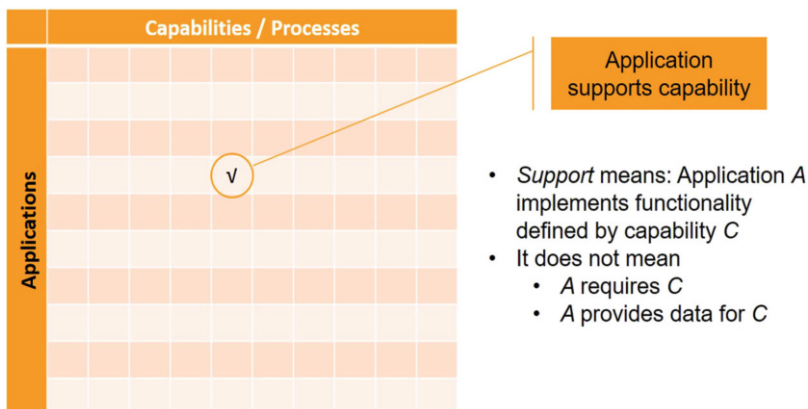 Capabilities / Processes
Applications
√
Application
supports capability
• Support means: Application A
implements functionality
defined by capability C
• It does not mean
• A requires C
• A provides data for C